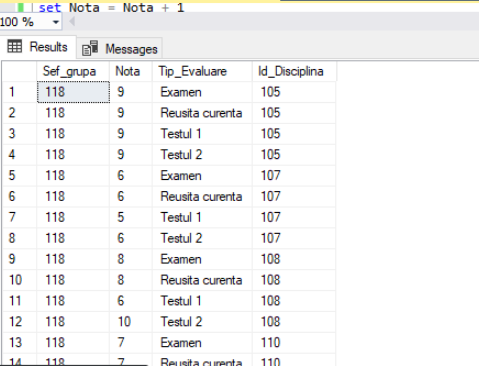 set Nota = Nota + 1
100 %
Results Messages
Sef_grupa Nota Tip_Evaluare Id_Disciplina
1 118 9 Examen 105
2 118 9 Reusita curenta 105
3 118 9 Testul 1 105
4 118 9 Testul 2 105
5 118 6 Examen 107
6 118 6 Reusita curenta 107
7 118 5 Testul 1 107
8 118 6 Testul 2 107
9 118 8 Examen 108
10 118 8 Reusita curenta 108
11 118 6 Testul 1 108
12 118 10 Testul 2 108
13 118 7 Examen 110
14 118 7 Reusita curenta 110